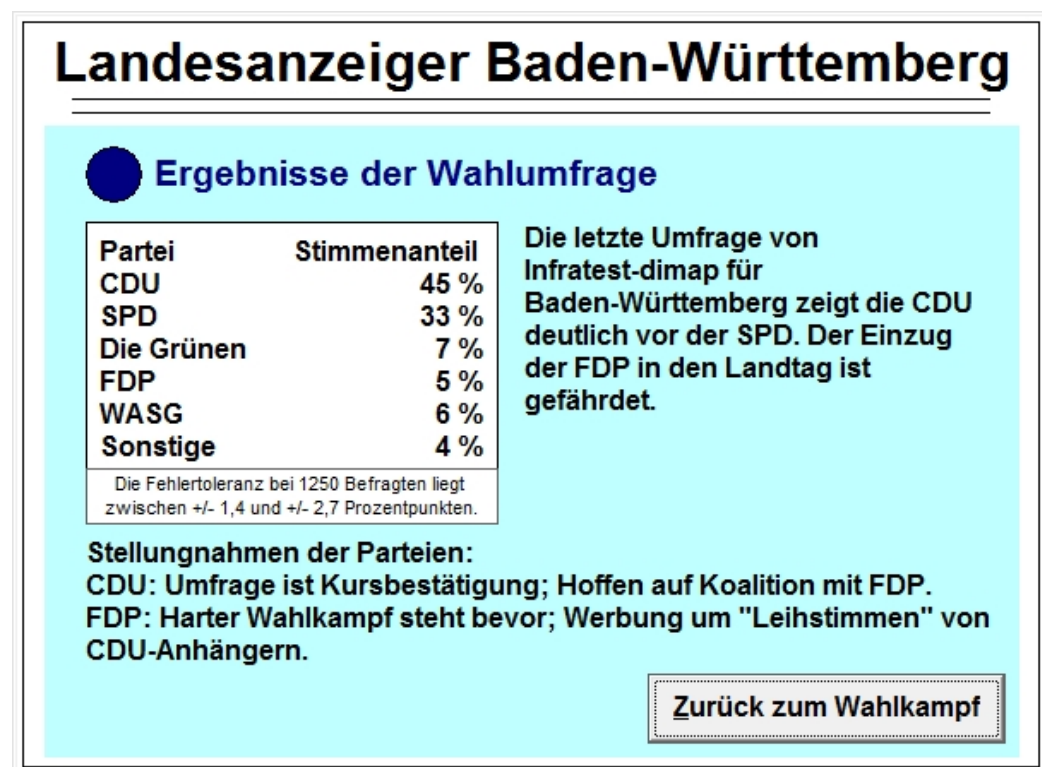 Landesanzeiger Baden-Württemberg
Ergebnisse der Wahlumfrage
Partei Stimmenanteil
CDU 45 %
SPD 33 %
Die Grünen 7 %
FDP 5 %
WASG 6 %
Sonstige 4 %
Die Fehlertoleranz bei 1250 Befragten liegt
zwischen +/- 1,4 und +/- 2,7 Prozentpunkten.
Die letzte Umfrage von
Infratest-dimap für
Baden-Württemberg zeigt die CDU
deutlich vor der SPD. Der Einzug
der FDP in den Landtag ist
gefährdet.
Stellungnahmen der Parteien:
CDU: Umfrage ist Kursbestätigung; Hoffen auf Koalition mit FDP.
FDP: Harter Wahlkampf steht bevor; Werbung um "Leihstimmen" von
CDU-Anhängern.
Zurück zum Wahlkampf